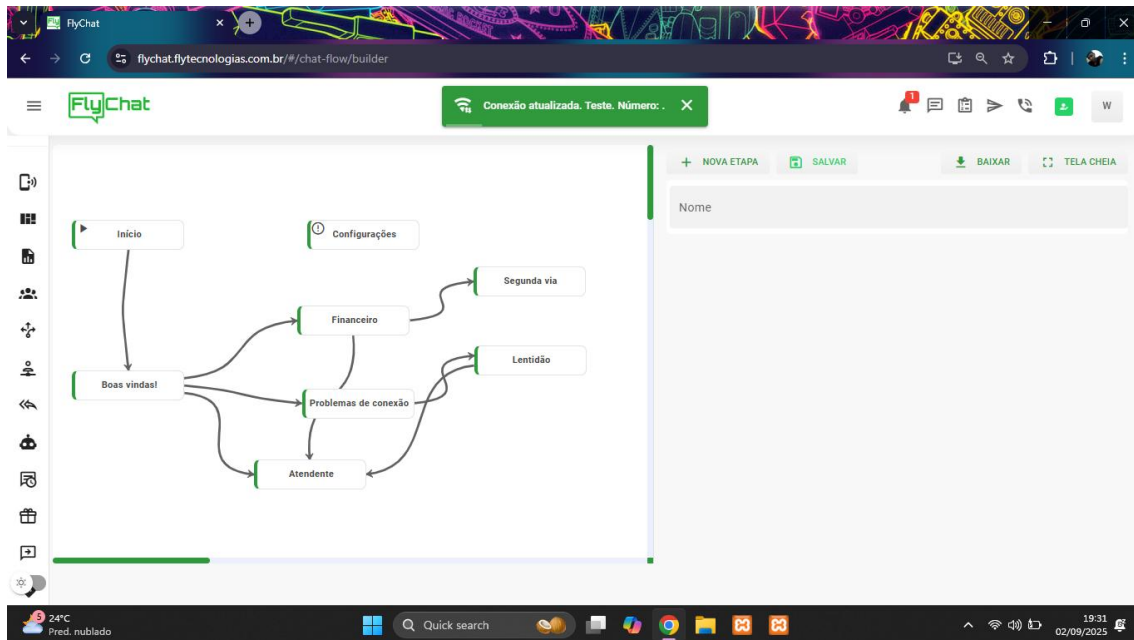 FlyChat
flychat.flytecnologias.com.br/#/chat-flow/builder
FlyChat
Conexão atualizada. Teste. Número: .
1
W
NOVA ETAPA
SALVAR
BAIXAR
TELA CHEIA
Nome
Início
Configurações
Segunda via
Financeiro
Lentidão
Boas vindas!
Problemas de conexão
Atendente
5
24°C
Pred. nublado
Quick search
19:31
02/09/2025